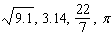 √9.1, 3.14, 22/7, π